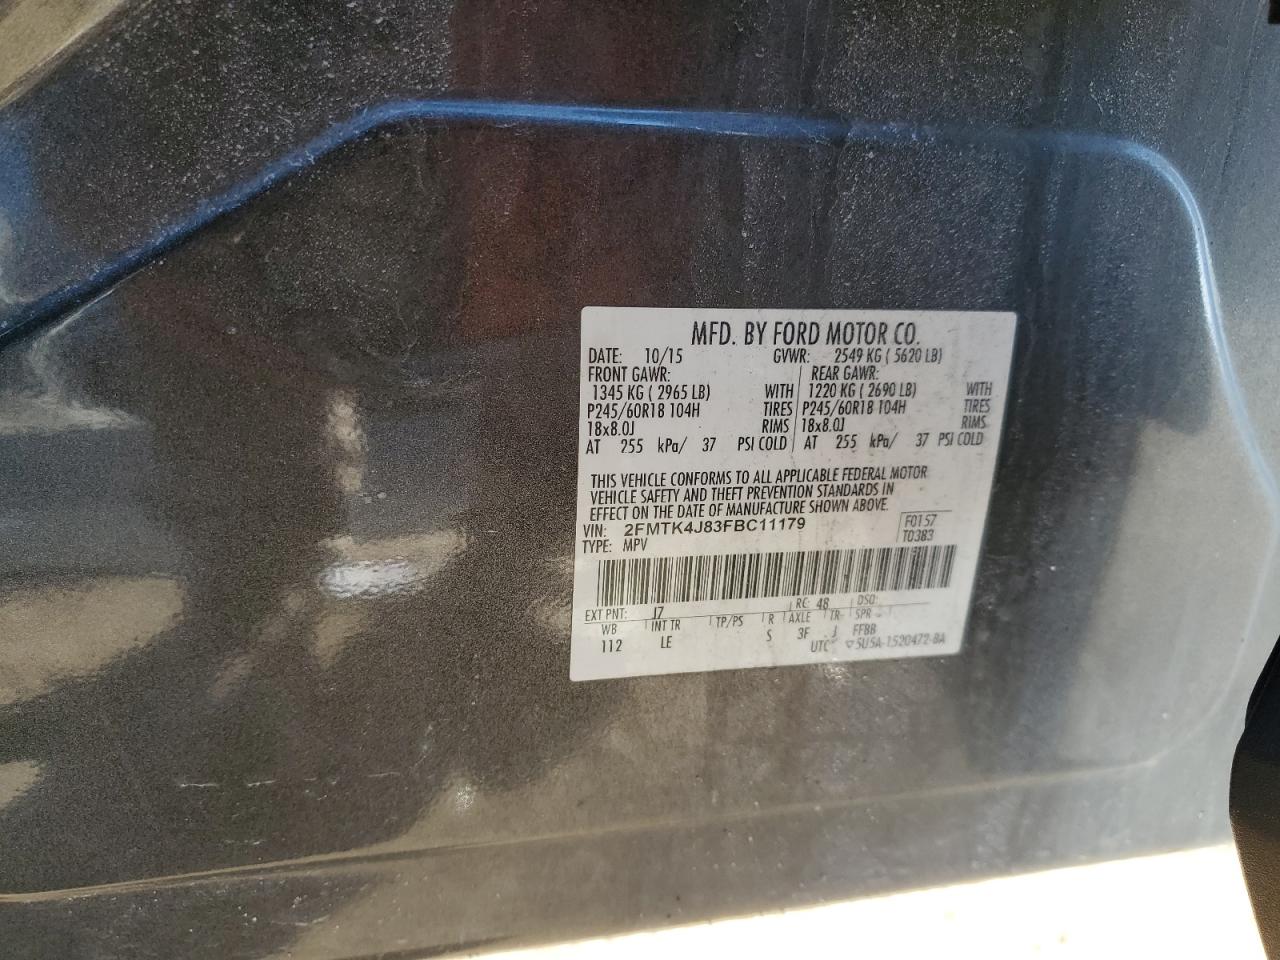 MFD. BY FORD MOTOR CO.
DATE: 10/15 GVWR: 2549 KG ( 5620 LB)
FRONT GAWR: REAR GAWR:
1345 KG ( 2965 LB) WITH 1220 KG ( 2690 LB) WITH
P245/60R18 104H TIRES P245/60R18 104H TIRES
18x8.0J RIMS 18x8.0J RIMS
AT 255 kPa/ 37 PSI COLD AT 255 kPa/ 37 PSI COLD
THIS VEHICLE CONFORMS TO ALL APPLICABLE FEDERAL MOTOR
VEHICLE SAFETY AND THEFT PREVENTION STANDARDS IN
EFFECT ON THE DATE OF MANUFACTURE SHOWN ABOVE.
VIN: 2FMTK4J83FBC11179 F0157
TYPE: MPV T0383
EXT PNT: J7 RC: 48 DSO:
WB INT TR TP/PS R AXLE TR SPR
112 LE S 3F J FFBB
UTC ▽5U5A-1520472-BA